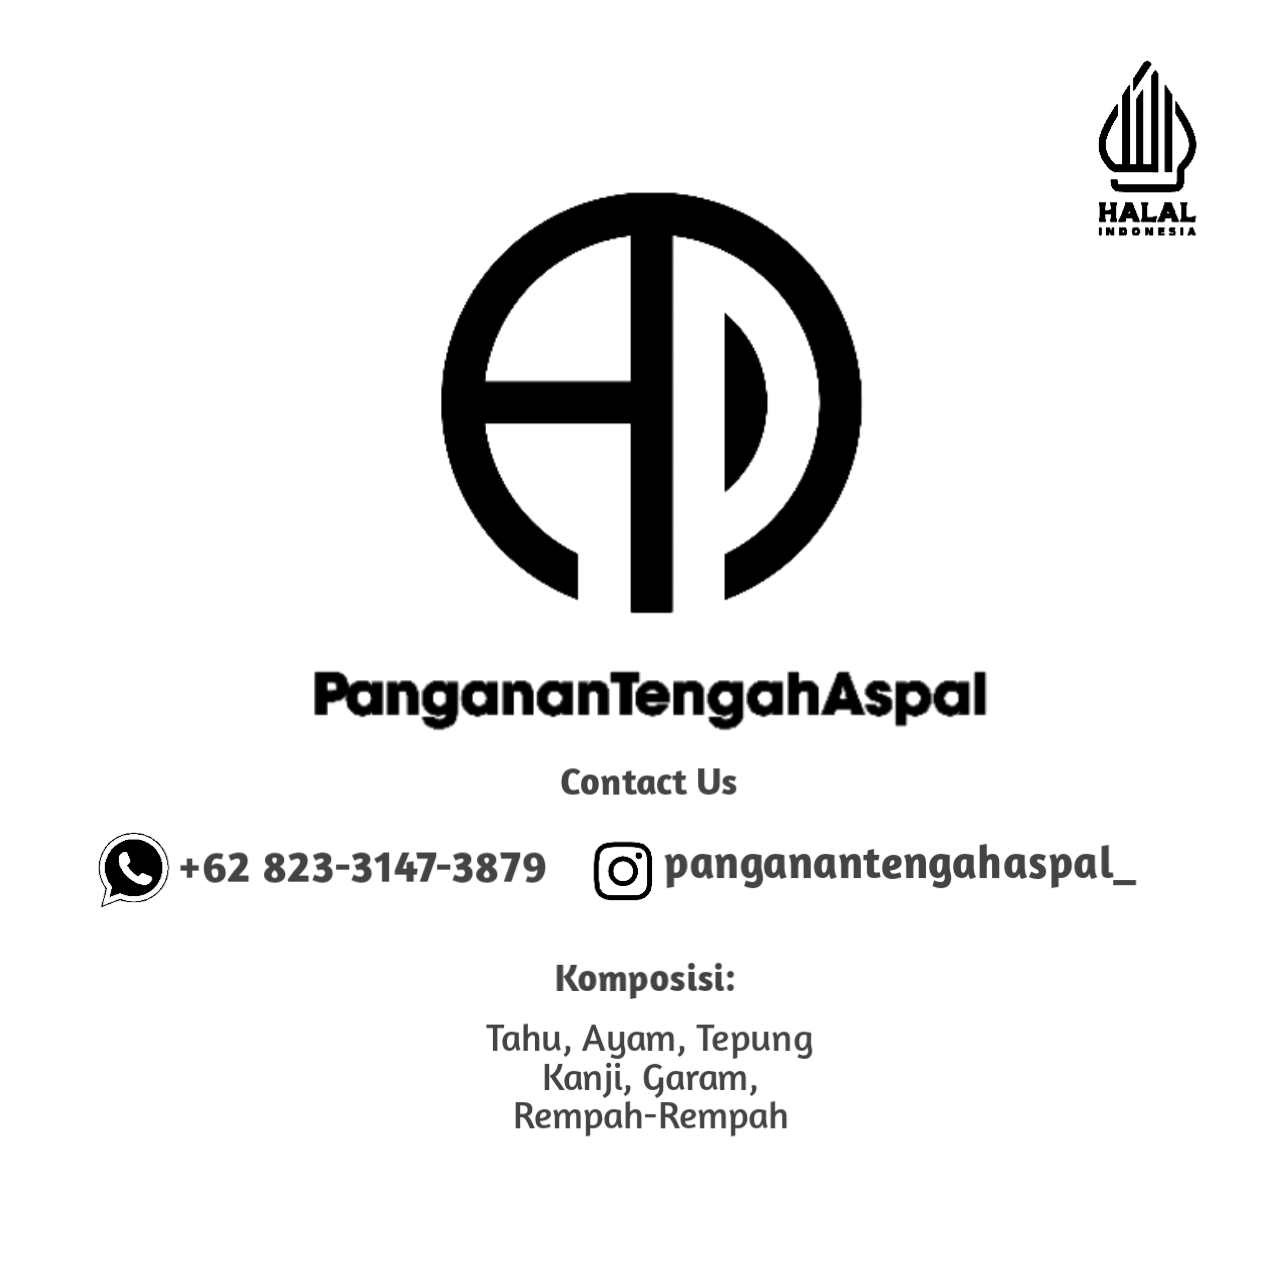 HALAL
INDONESIA
PangananTengahAspal
Contact Us
+62 823-3147-3879
panganantengahaspal_
Komposisi:
Tahu, Ayam, Tepung
Kanji, Garam,
Rempah-Rempah